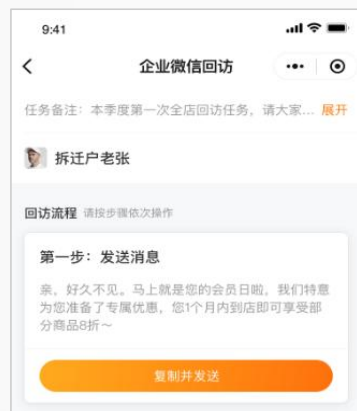 9:41
企业微信回访
任务备注：本季度第一次全店回访任务，请大家... 展开
拆迁户老张
回访流程 请按步骤依次操作
第一步：发送消息
亲，好久不见。马上就是您的会员日啦，我们特意
为您准备了专属优惠，您1个月内到店即可享受部
分商品8折～
复制并发送